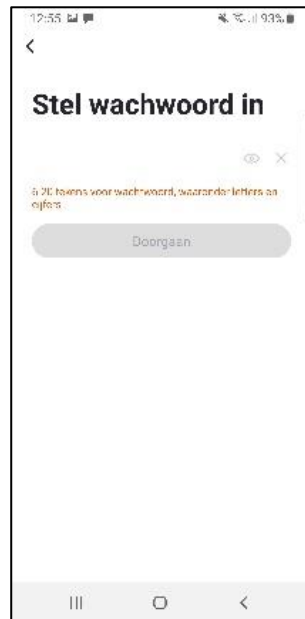 12:55
93%
Stel wachwoord in
6-20 tekens voor wachtwoord, waaronder letters en
cijfers
Doorgaan